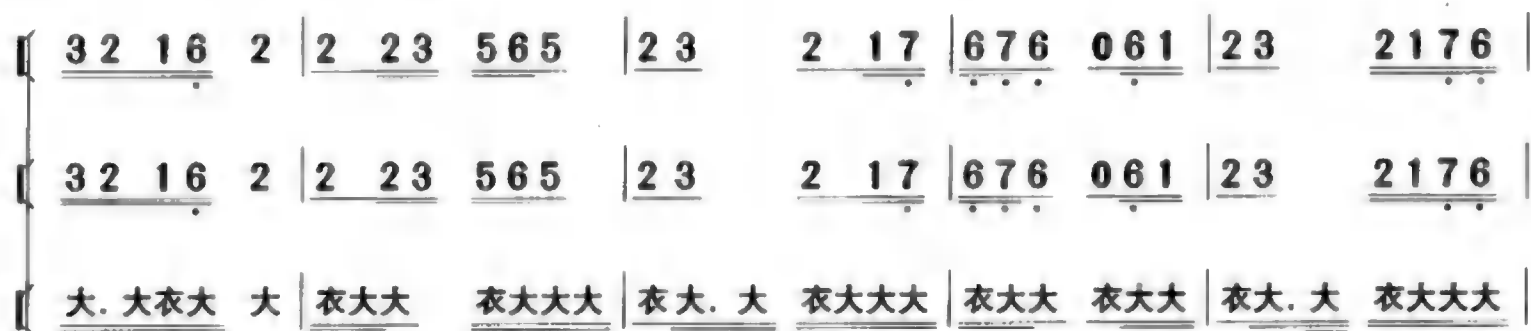 32 16 2 | 2 23 565 | 23 2 17 | 676 061 | 23 2176 |
32 16 2 | 2 23 565 | 23 2 17 | 676 061 | 23 2176 |
大. 大衣大 大 | 衣大大 衣大大大 | 衣大. 大 衣大大大 | 衣大大 衣大大 | 衣大. 大 衣大大大 |